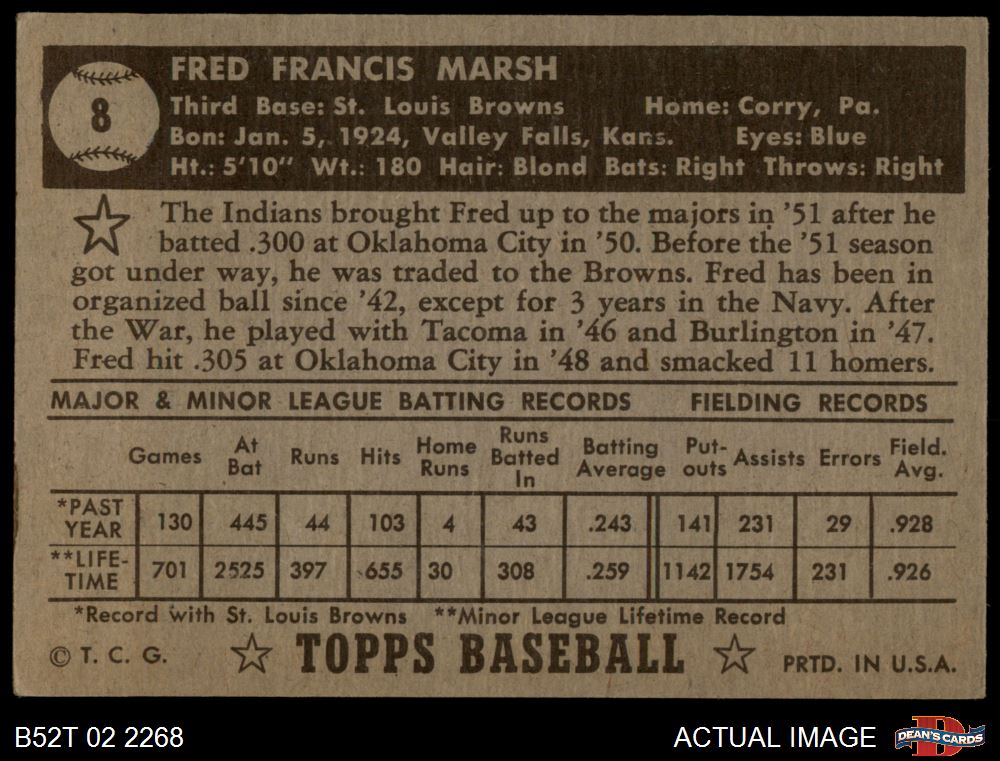 8
FRED FRANCIS MARSH
Third Base: St. Louis Browns Home: Corry, Pa.
Bon: Jan. 5, 1924, Valley Falls, Kans. Eyes: Blue
Ht.: 5'10" Wt.: 180 Hair: Blond Bats: Right Throws: Right
The Indians brought Fred up to the majors in '51 after he
batted .300 at Oklahoma City in '50. Before the '51 season
got under way, he was traded to the Browns. Fred has been in
organized ball since '42, except for 3 years in the Navy. After
the War, he played with Tacoma in '46 and Burlington in '47.
Fred hit .305 at Oklahoma City in '48 and smacked 11 homers.
MAJOR & MINOR LEAGUE BATTING RECORDS FIELDING RECORDS
Games At Bat Runs Hits Home Runs Runs Batted In Batting Average Put-outs Assists Errors Field. Avg.
*PAST YEAR 130 445 44 103 4 43 .243 141 231 29 .928
**LIFE-TIME 701 2525 397 655 30 308 .259 1142 1754 231 .926
*Record with St. Louis Browns **Minor League Lifetime Record
© T. C. G. TOPPS BASEBALL PRTD. IN U.S.A.
B52T 02 2268 ACTUAL IMAGE DEAN'S CARDS